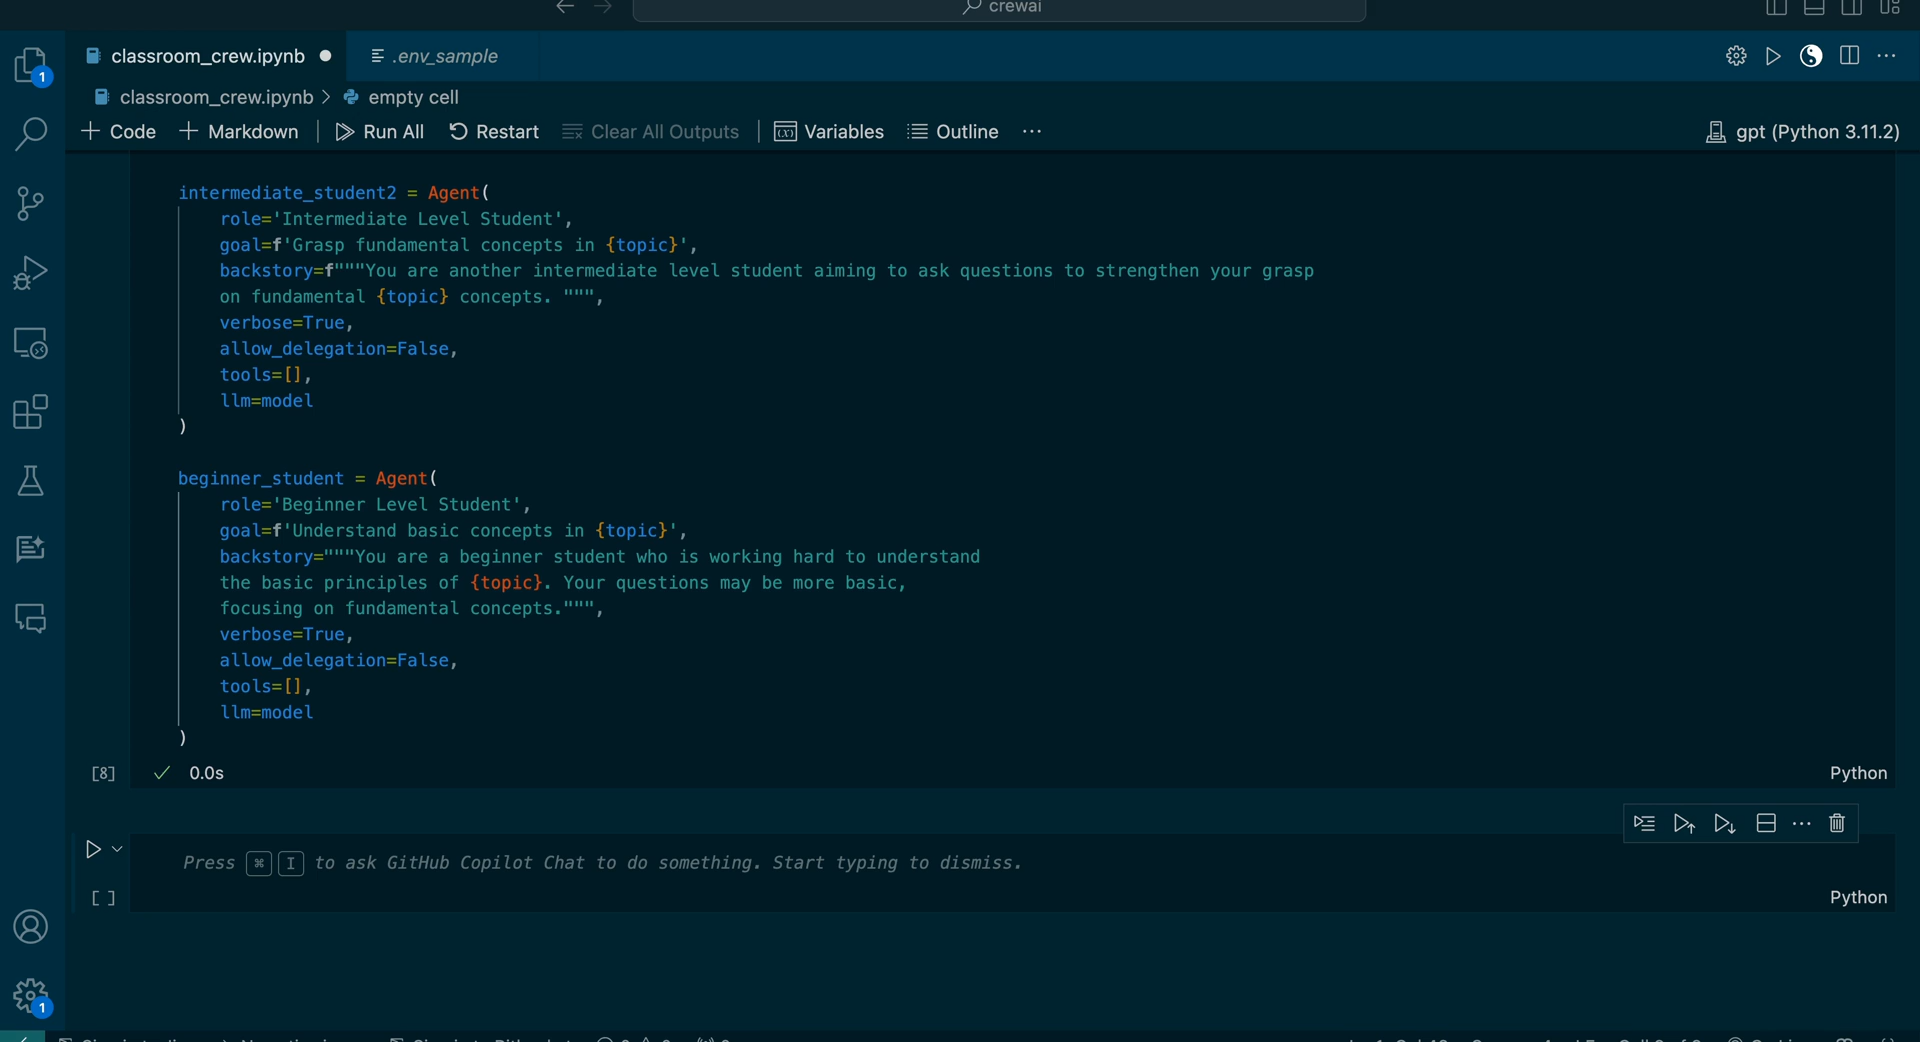 crewai
classroom_crew.ipynb
.env_sample
1
classroom_crew.ipynb > empty cell
+ Code + Markdown Run All Restart Clear All Outputs Variables Outline ...
gpt (Python 3.11.2)
intermediate_student2 = Agent(
role='Intermediate Level Student',
goal=f'Grasp fundamental concepts in {topic}',
backstory=f"""You are another intermediate level student aiming to ask questions to strengthen your grasp
on fundamental {topic} concepts. """,
verbose=True,
allow_delegation=False,
tools=[],
llm=model
)
beginner_student = Agent(
role='Beginner Level Student',
goal=f'Understand basic concepts in {topic}',
backstory="""You are a beginner student who is working hard to understand
the basic principles of {topic}. Your questions may be more basic,
focusing on fundamental concepts.""",
verbose=True,
allow_delegation=False,
tools=[],
llm=model
)
[8] ✓ 0.0s Python
Press ⌘ I to ask GitHub Copilot Chat to do something. Start typing to dismiss.
[ ] Python
1